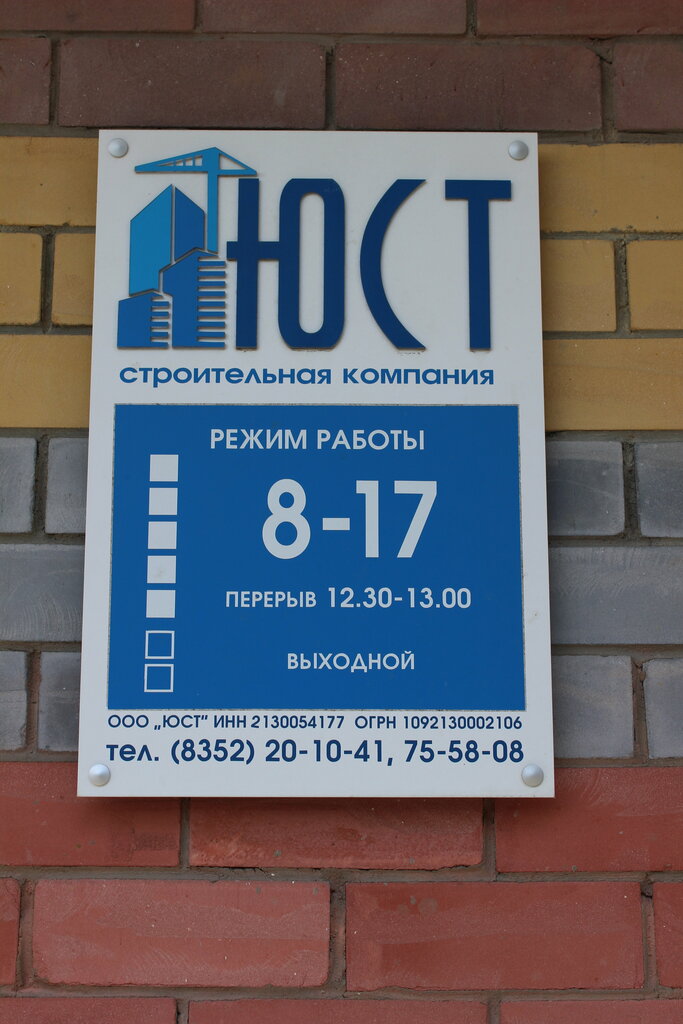 ЮСТ
строительная компания
РЕЖИМ РАБОТЫ
8-17
ПЕРЕРЫВ 12.30-13.00
ВЫХОДНОЙ
ООО „ЮСТ“ ИНН 2130054177 ОГРН 1092130002106
тел. (8352) 20-10-41, 75-58-08